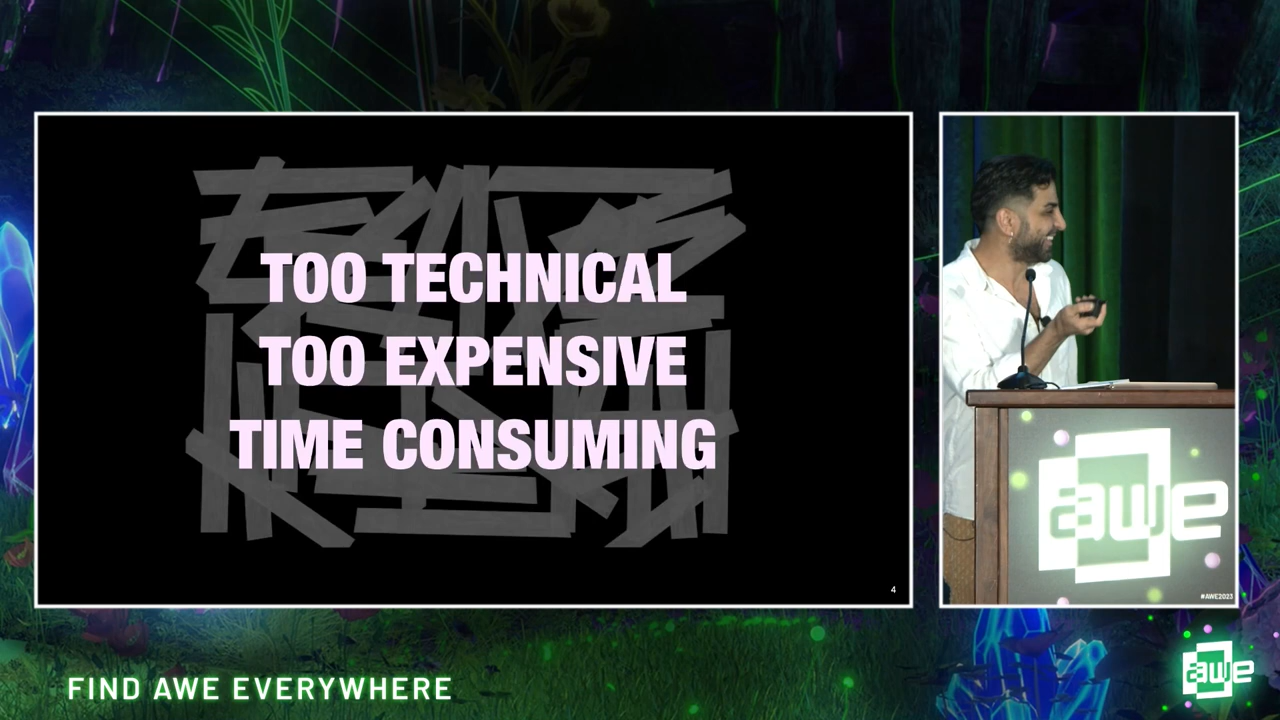 TOO TECHNICAL
TOO EXPENSIVE
TIME CONSUMING
4
awe
#AWE2023
FIND AWE EVERYWHERE
awe